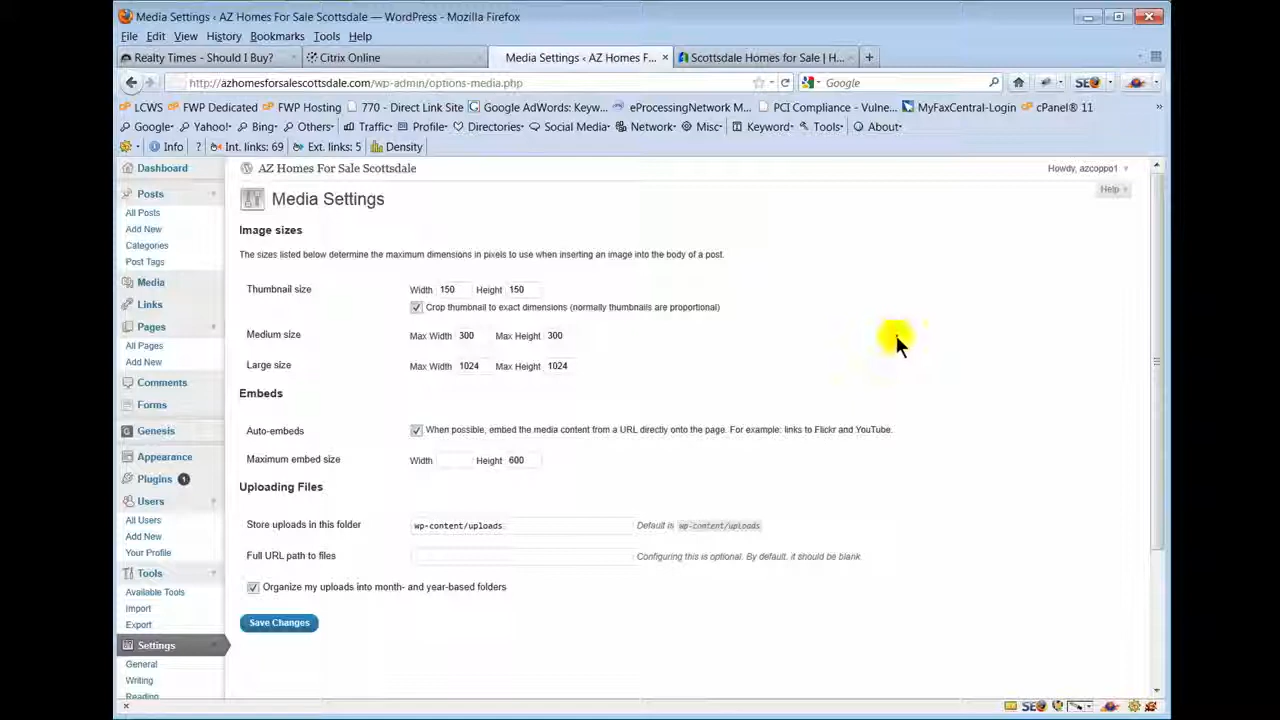 Media Settings ‹ AZ Homes For Sale Scottsdale — WordPress - Mozilla Firefox
File Edit View History Bookmarks Tools Help
Realty Times - Should I Buy? Citrix Online Media Settings ‹ AZ Homes F... × Scottsdale Homes for Sale | H... +
http://azhomesforsalescottsdale.com/wp-admin/options-media.php Google SEO
LCWS FWP Dedicated FWP Hosting 770 - Direct Link Site Google AdWords: Keyw... eProcessingNetwork M... PCI Compliance - Vulne... MyFaxCentral-Login cPanel® 11 »
Google Yahoo! Bing Others Traffic Profile Directories Social Media Network Misc Keyword Tools About
Info ? Int. links: 69 Ext. links: 5 Density
Dashboard
Posts
All Posts
Add New
Categories
Post Tags
Media
Links
Pages
All Pages
Add New
Comments
Forms
Genesis
Appearance
Plugins 1
Users
All Users
Add New
Your Profile
Tools
Available Tools
Import
Export
Settings
General
Writing
Reading
AZ Homes For Sale Scottsdale Howdy, azcoppo1
Help
Media Settings
Image sizes
The sizes listed below determine the maximum dimensions in pixels to use when inserting an image into the body of a post.
Thumbnail size Width 150 Height 150
Crop thumbnail to exact dimensions (normally thumbnails are proportional)
Medium size Max Width 300 Max Height 300
Large size Max Width 1024 Max Height 1024
Embeds
Auto-embeds When possible, embed the media content from a URL directly onto the page. For example: links to Flickr and YouTube.
Maximum embed size Width Height 600
Uploading Files
Store uploads in this folder wp-content/uploads Default is wp-content/uploads
Full URL path to files Configuring this is optional. By default, it should be blank.
Organize my uploads into month- and year-based folders
Save Changes
× SEO